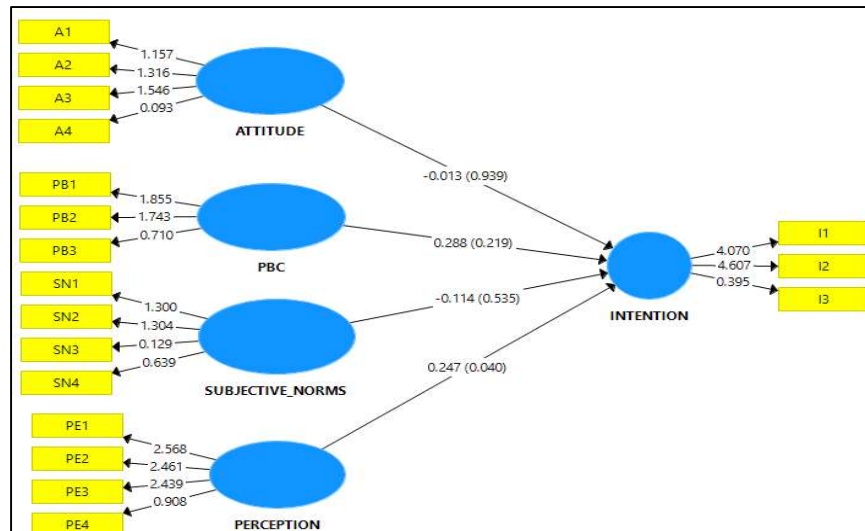 A1
A2
A3
A4
1.157
1.316
1.546
0.093
ATTITUDE
-0.013 (0.939)
PB1
PB2
PB3
1.855
1.743
0.710
PBC
0.288 (0.219)
SN1
SN2
SN3
SN4
1.300
1.304
0.129
0.639
SUBJECTIVE_NORMS
-0.114 (0.535)
PE1
PE2
PE3
PE4
2.568
2.461
2.439
0.908
PERCEPTION
0.247 (0.040)
INTENTION
4.070
4.607
0.395
I1
I2
I3